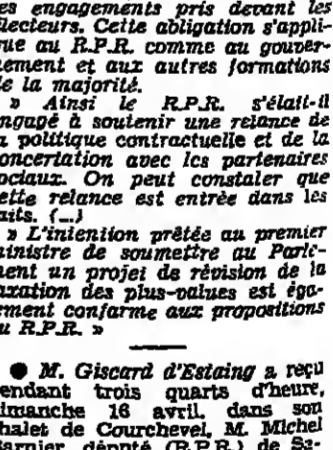 es engagements pris devant les
lecteurs. Cette obligation s'appli-
que au R.P.R. comme au gouver-
nement et aux autres formations
de la majorité.
» Ainsi le R.P.R. s'était-il
engagé à soutenir une relance de
a politique contractuelle et de la
concertation avec les partenaires
sociaux. On peut constater que
cette relance est entrée dans les
faits. (...)
» L'intention prêtée au premier
ministre de soumettre au Parle-
ment un projet de révision de la
taxation des plus-values est éga-
ement conforme aux propositions
du R.P.R. »
● M. Giscard d'Estaing a reçu
pendant trois quarts d'heure,
dimanche 16 avril, dans son
chalet de Courchevel, M. Michel
Barnier, député (R.P.R.) de Sa-